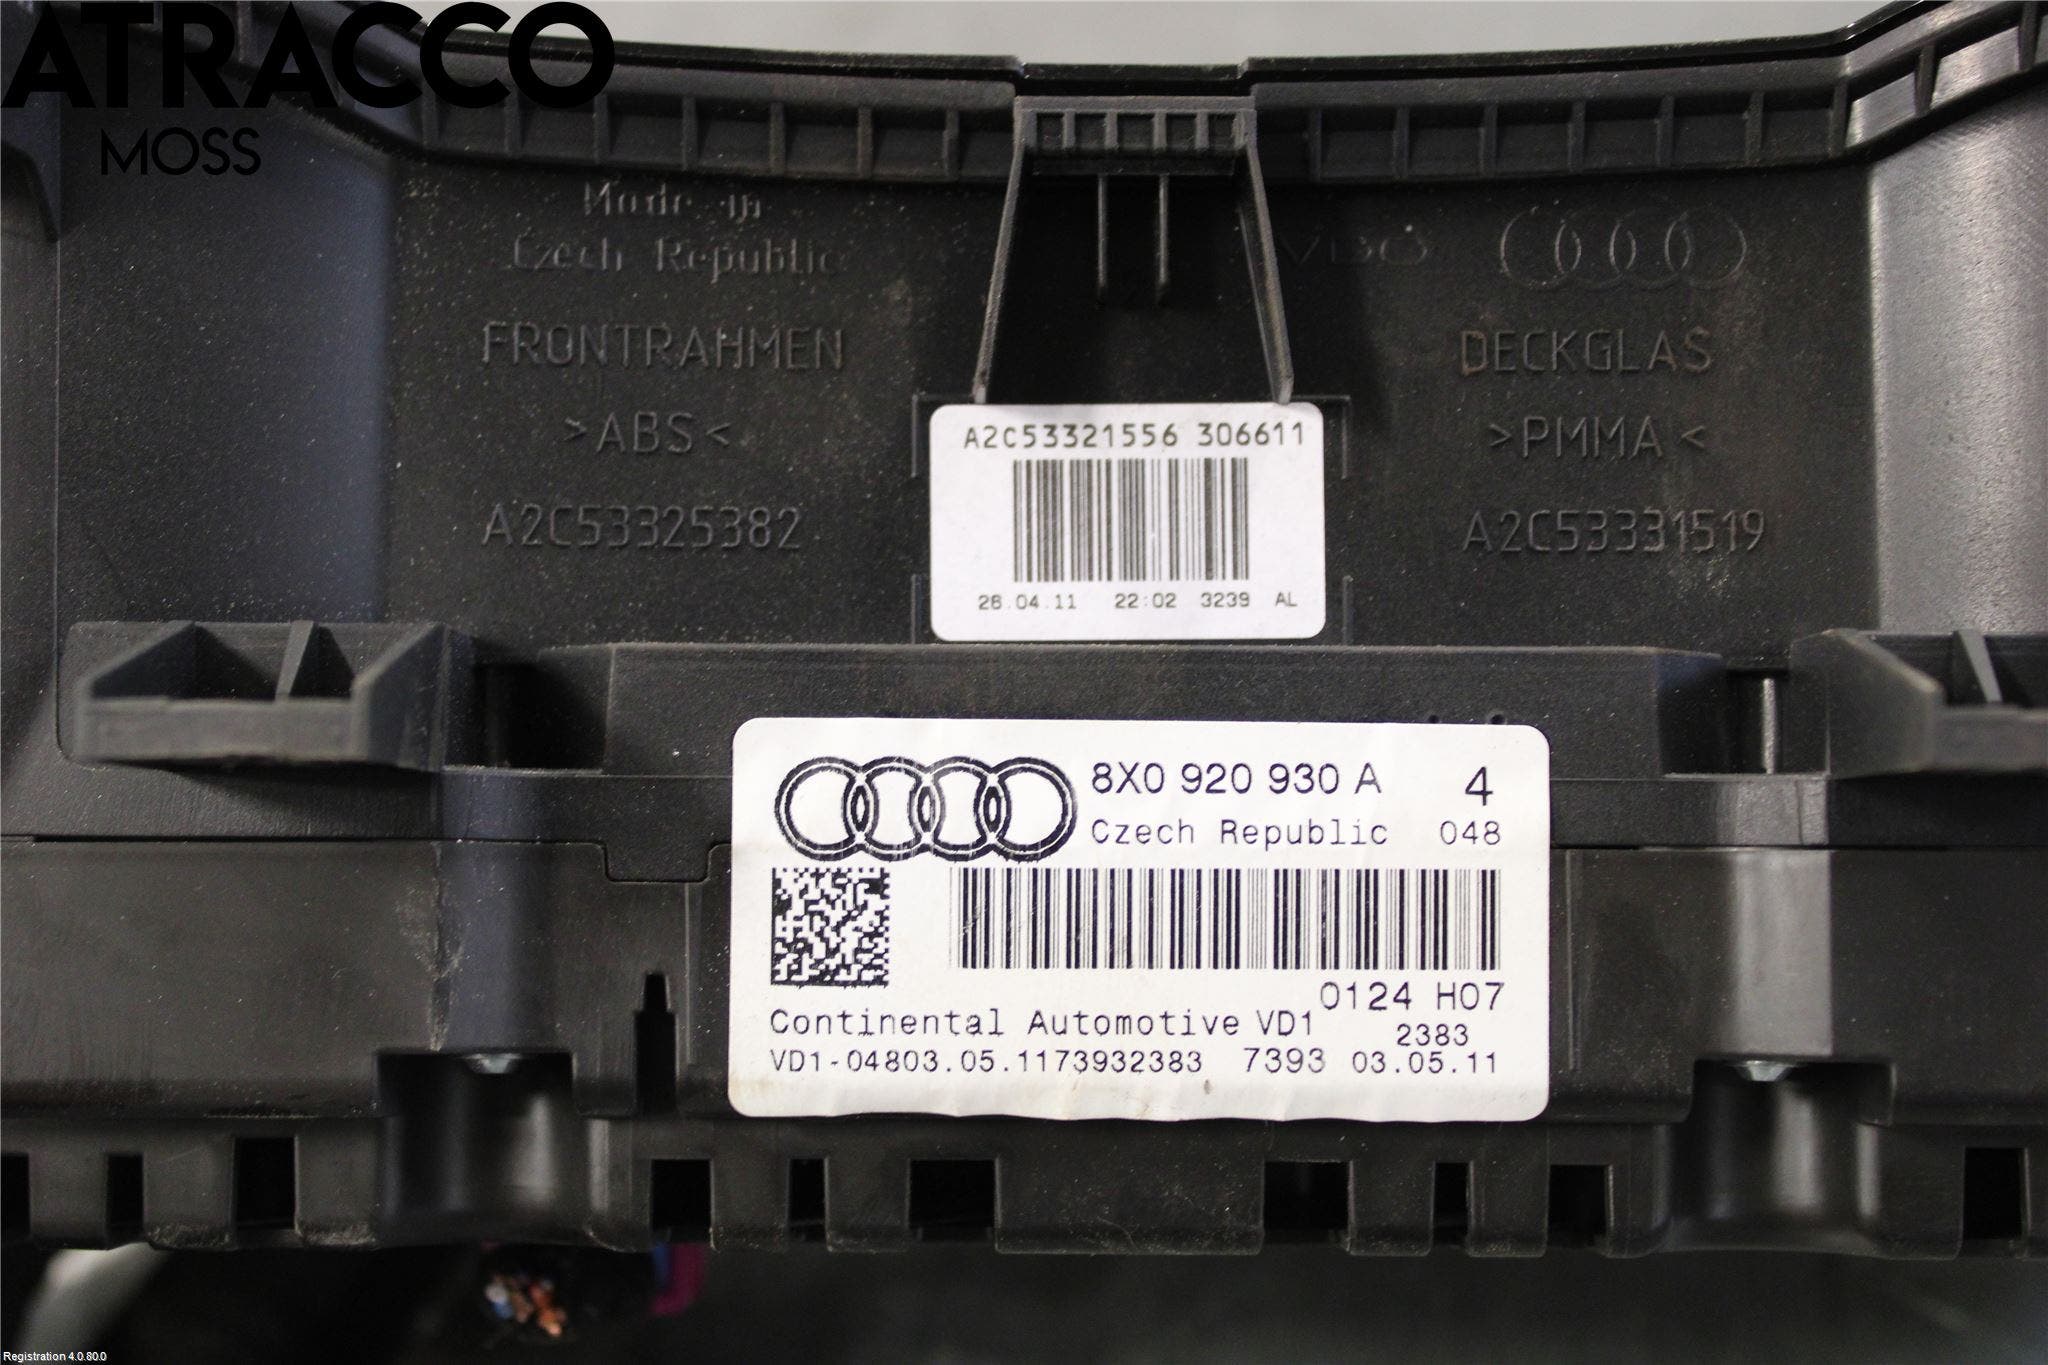 ATRACCO
MOSS
Made in
Czech Republic
VDO
FRONTRAHMEN
DECKGLAS
>ABS<
>PMMA<
A2C53325382
A2C53331519
A2C53321556 306611
26.04.11 22:02 3239 AL
8X0 920 930 A 4
Czech Republic 048
0124 H07
Continental Automotive VD1 2383
VD1-04803.05.1173932383 7393 03.05.11
Registration 4.0.80.0